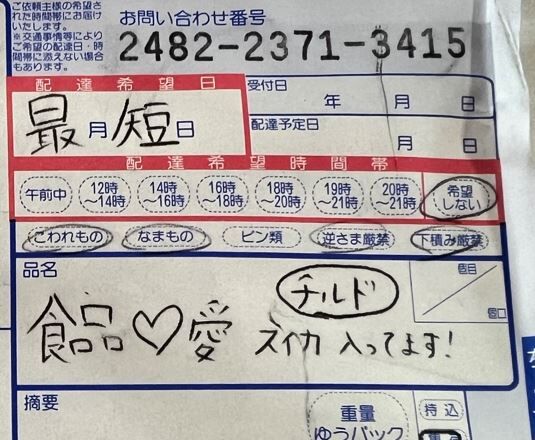 ご依頼主様の希望され
た時間帯にお届け
いたします。
※交通事情等により
ご希望の配達日・時
間帯に添えない場合
もあります。
お問い合わせ番号
2482-2371-3415
配達希望日
最月短日
受付日
年 月 日
配達予定日
月 日
配達希望時間帯
午前中 12時～14時 14時～16時 16時～18時 18時～20時 19時～21時 20時～21時 希望しない
こわれもの なまもの ビン類 逆さま厳禁 下積み厳禁
品名
チルド
個目
個口
食品♡愛 スイカ 入ってます!
摘要
重量
ゆうパック
持込